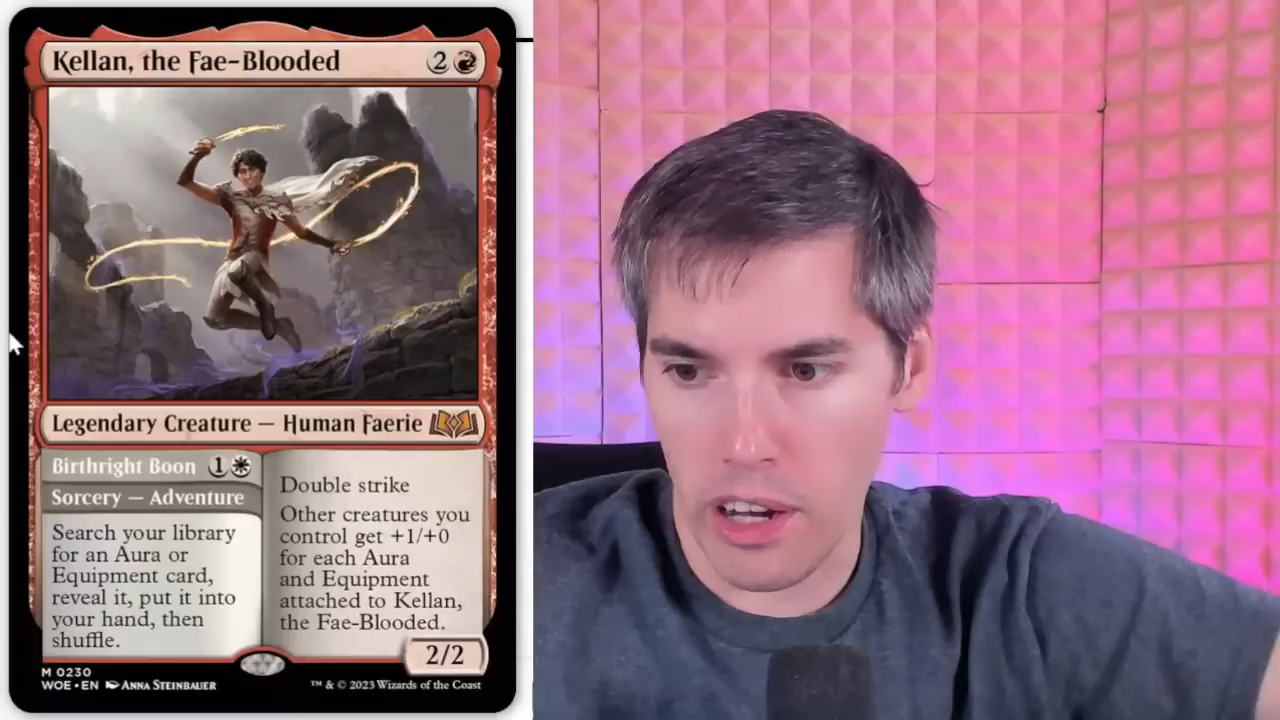 Kellan, the Fae-Blooded 2
Legendary Creature — Human Faerie
Birthright Boon 1
Sorcery — Adventure
Search your library
for an Aura or
Equipment card,
reveal it, put it into
your hand, then
shuffle.
Double strike
Other creatures you
control get +1/+0
for each Aura
and Equipment
attached to Kellan,
the Fae-Blooded.
2/2
M 0230
WOE • EN Anna Steinbauer
™ & © 2023 Wizards of the Coast